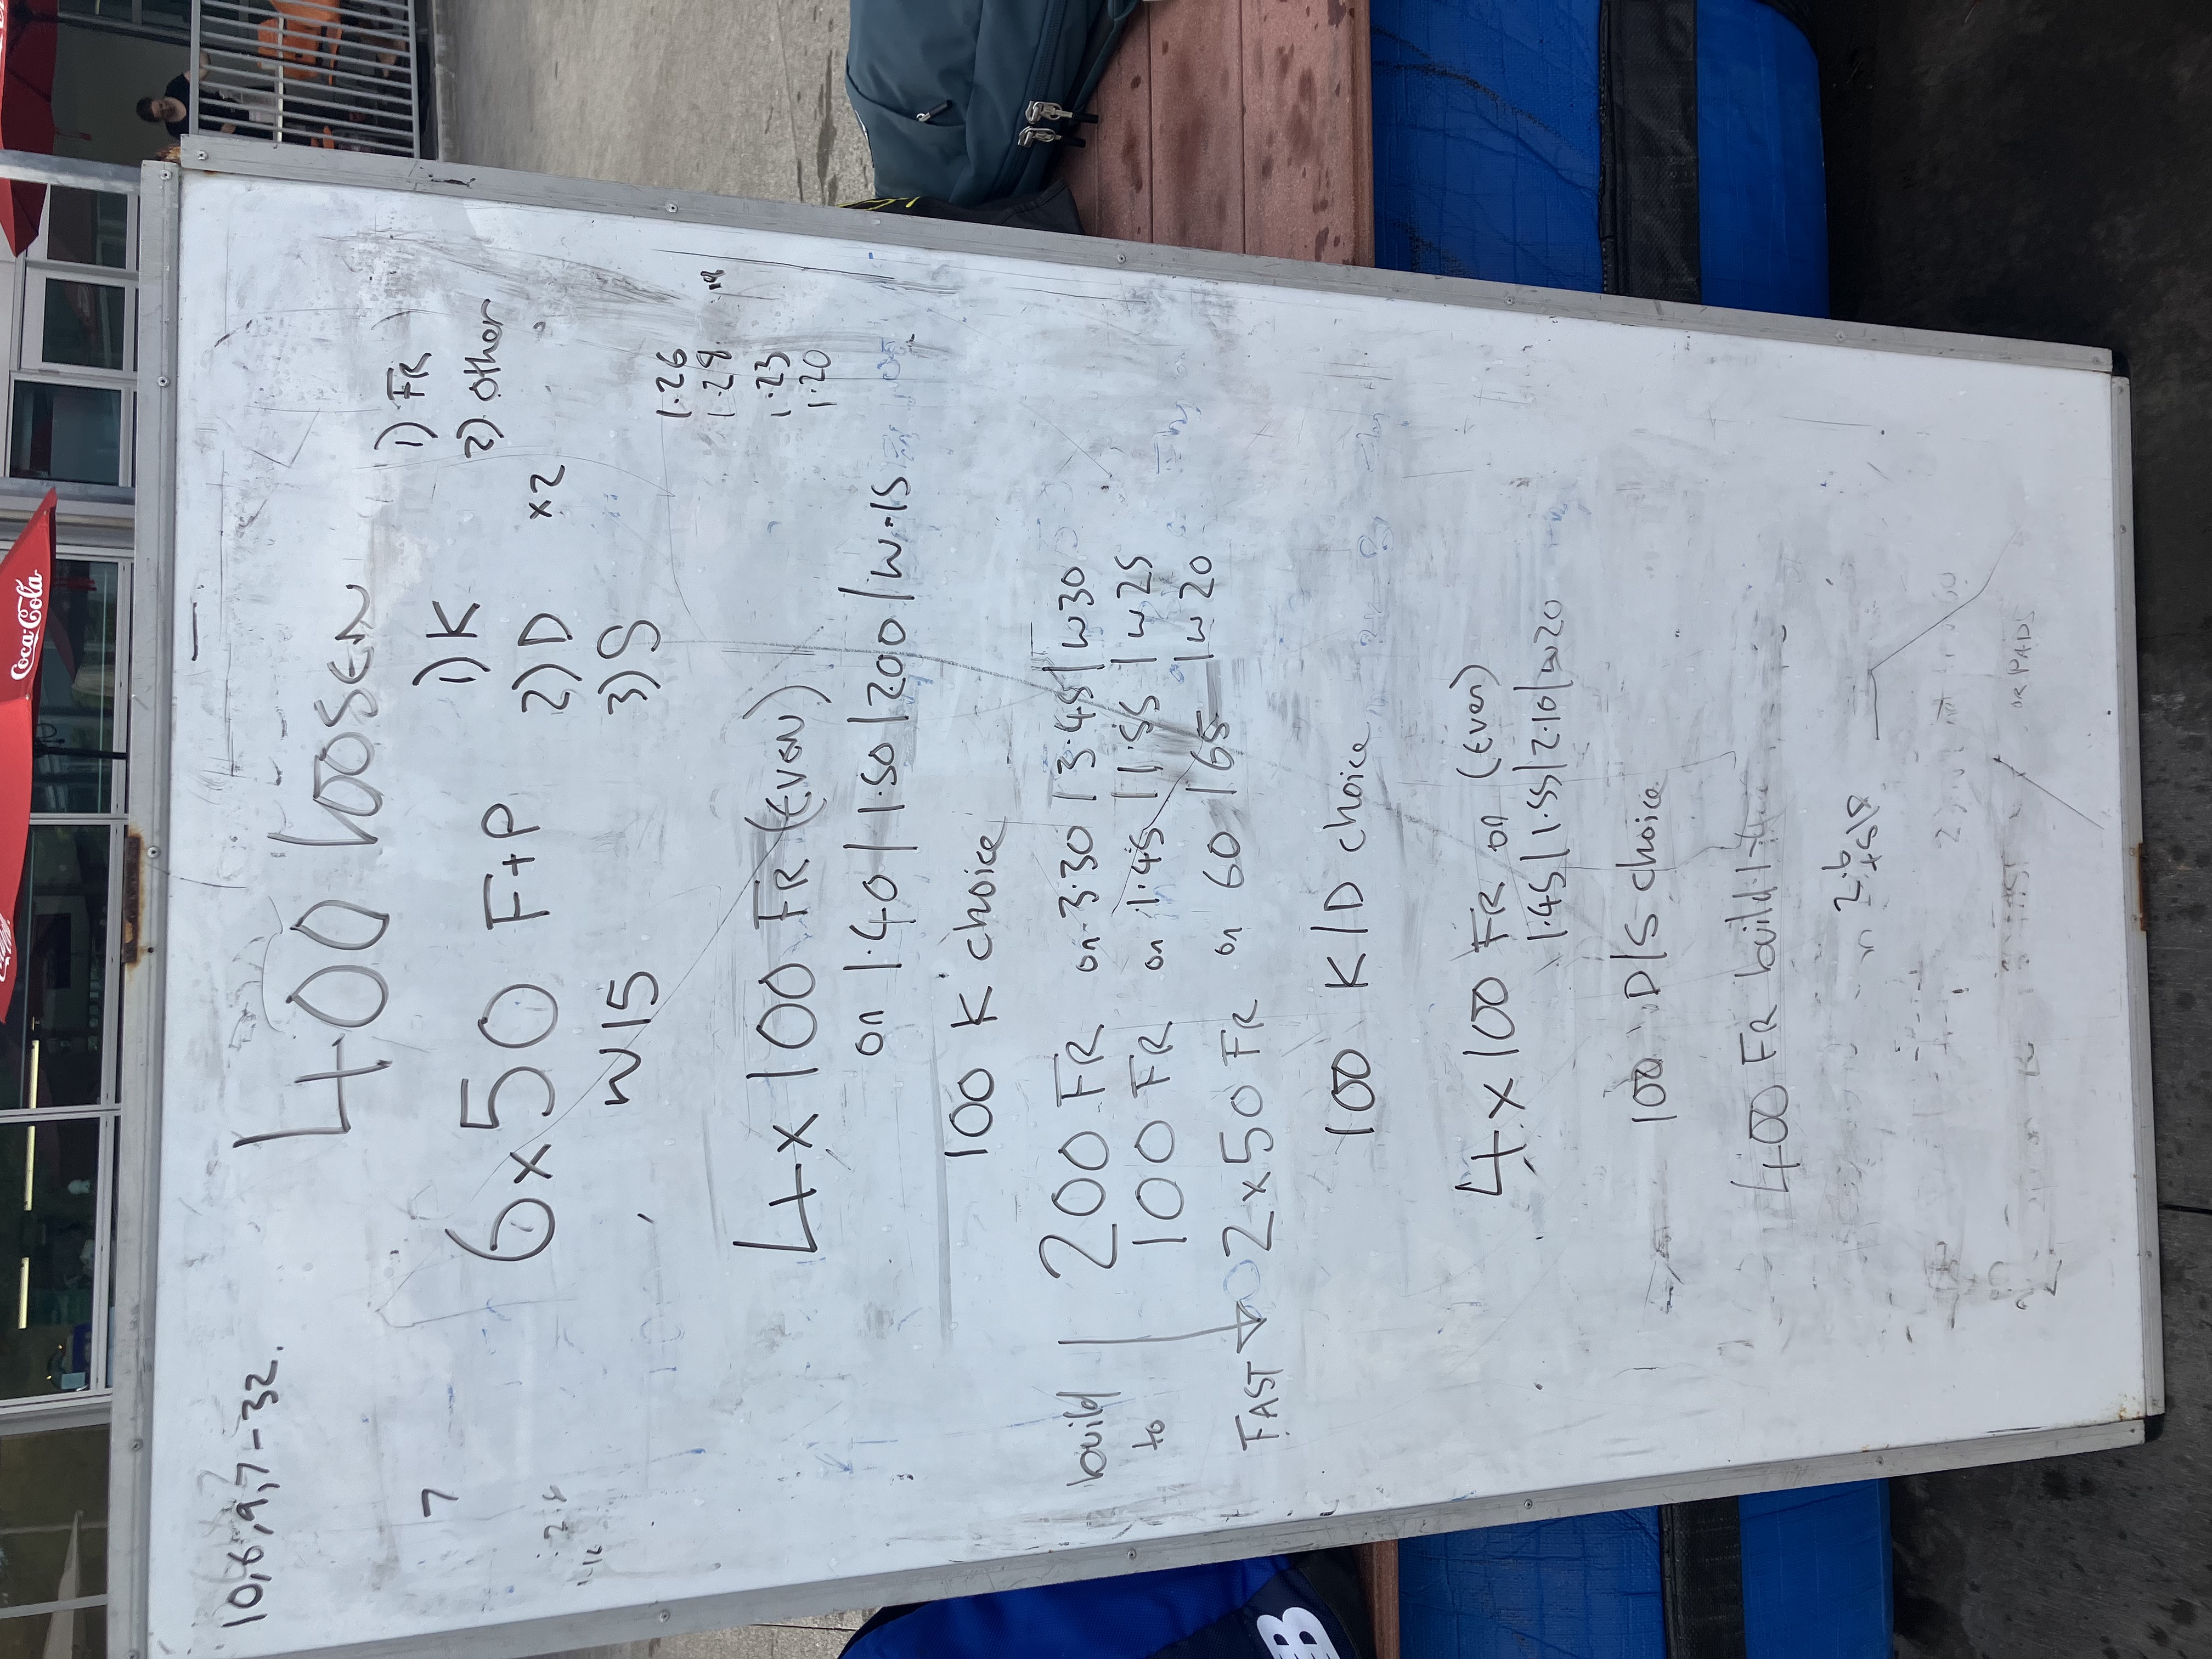 Coca-Cola
10,6,9,7-32.
400 loosen
1) FR
2) other
7
6x50 F+P
W15
1) K
2) D x2
3) S
1.26
1.28
1.23
1.20
4x100 FR (EVEN)
on 1.40 | 1.50 | 200 | W-15
100 K choice
build to FAST
200 FR on 3.30 | 3.45 | W30
100 FR on 1.45 | 1.55 | W25
2x50 FR on 60 | 65 | W20
100 K/D choice
4x100 FR on (Even)
1.45 | 1.55 | 2.10 | W20
100 D/S choice
400 FR build 1-4
2.6
OR PADS